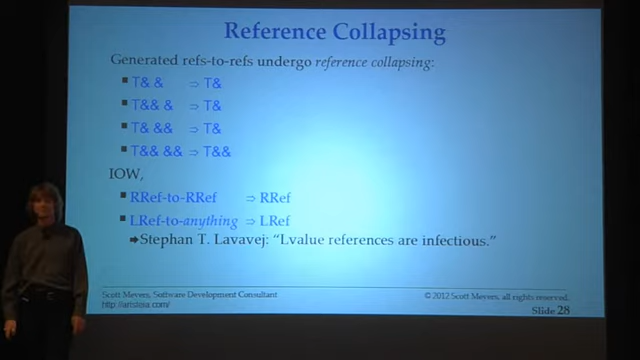 Reference Collapsing
Generated refs-to-refs undergo reference collapsing:
▪ T& & ⇒ T&
▪ T&& & ⇒ T&
▪ T& && ⇒ T&
▪ T&& && ⇒ T&&
IOW,
▪ RRef-to-RRef ⇒ RRef
▪ LRef-to-anything ⇒ LRef
➡Stephan T. Lavavej: “Lvalue references are infectious.”
Scott Meyers, Software Development Consultant
http://aristeia.com/
© 2012 Scott Meyers, all rights reserved.
Slide 28